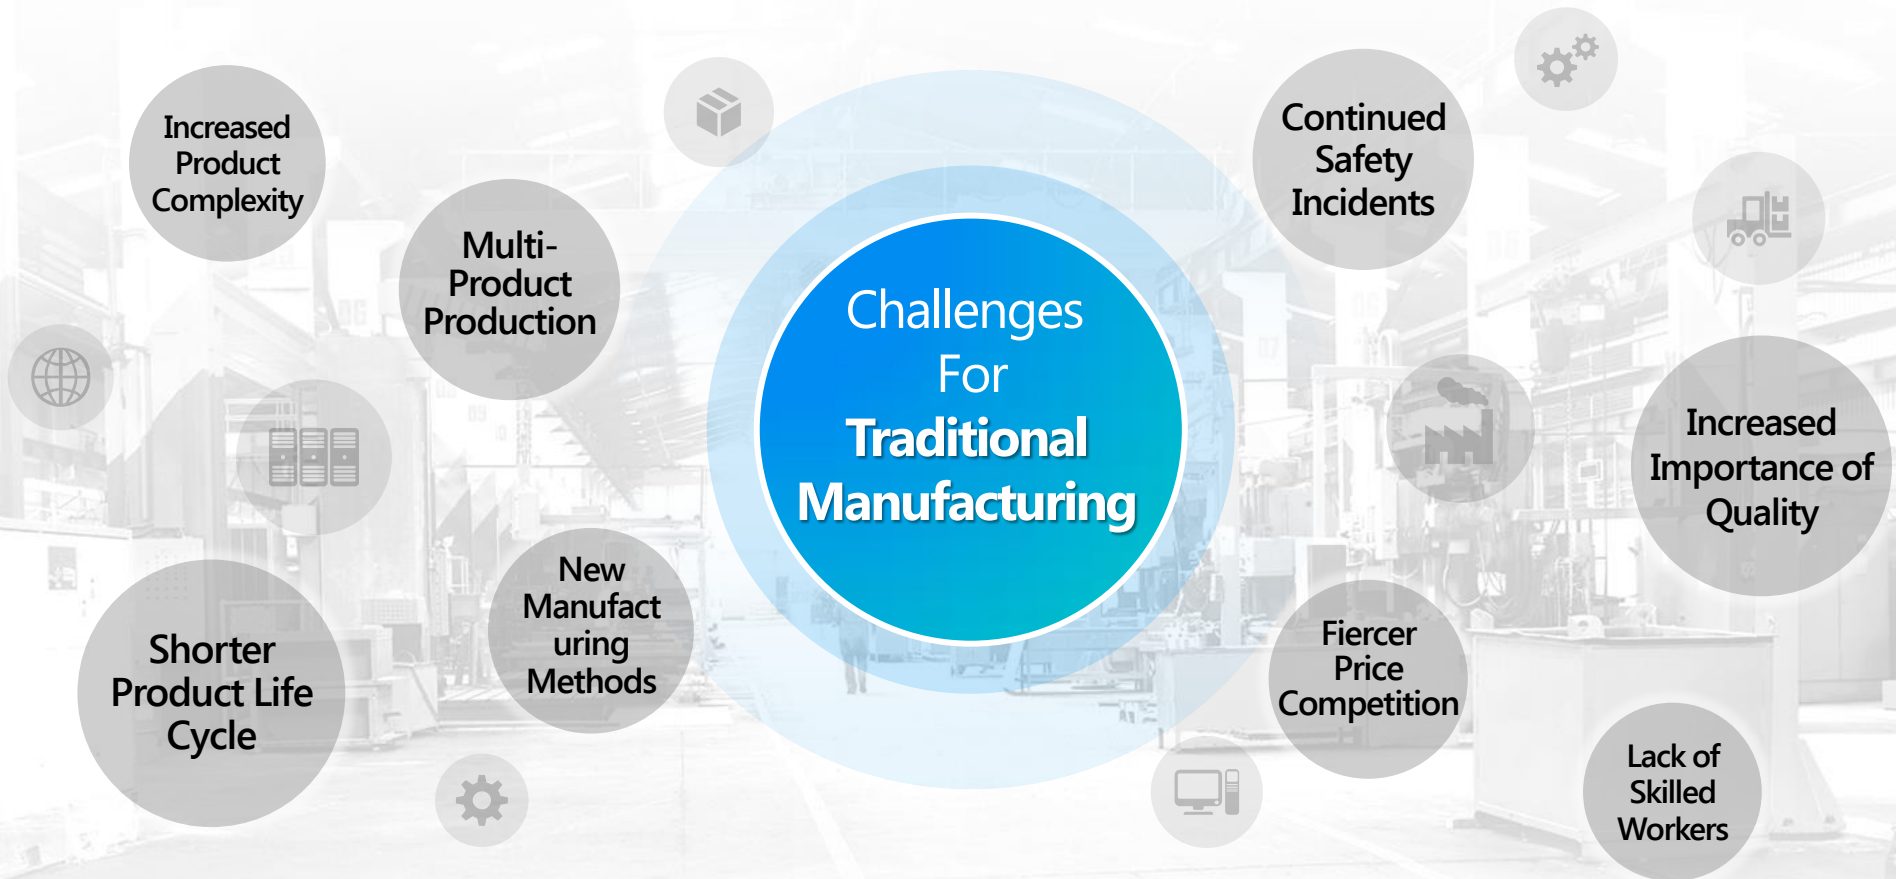 Increased
Product
Complexity
Multi-
Product
Production
Shorter
Product Life
Cycle
New
Manufact
uring
Methods
Challenges
For
Traditional
Manufacturing
Continued
Safety
Incidents
Increased
Importance of
Quality
Fiercer
Price
Competition
Lack of
Skilled
Workers